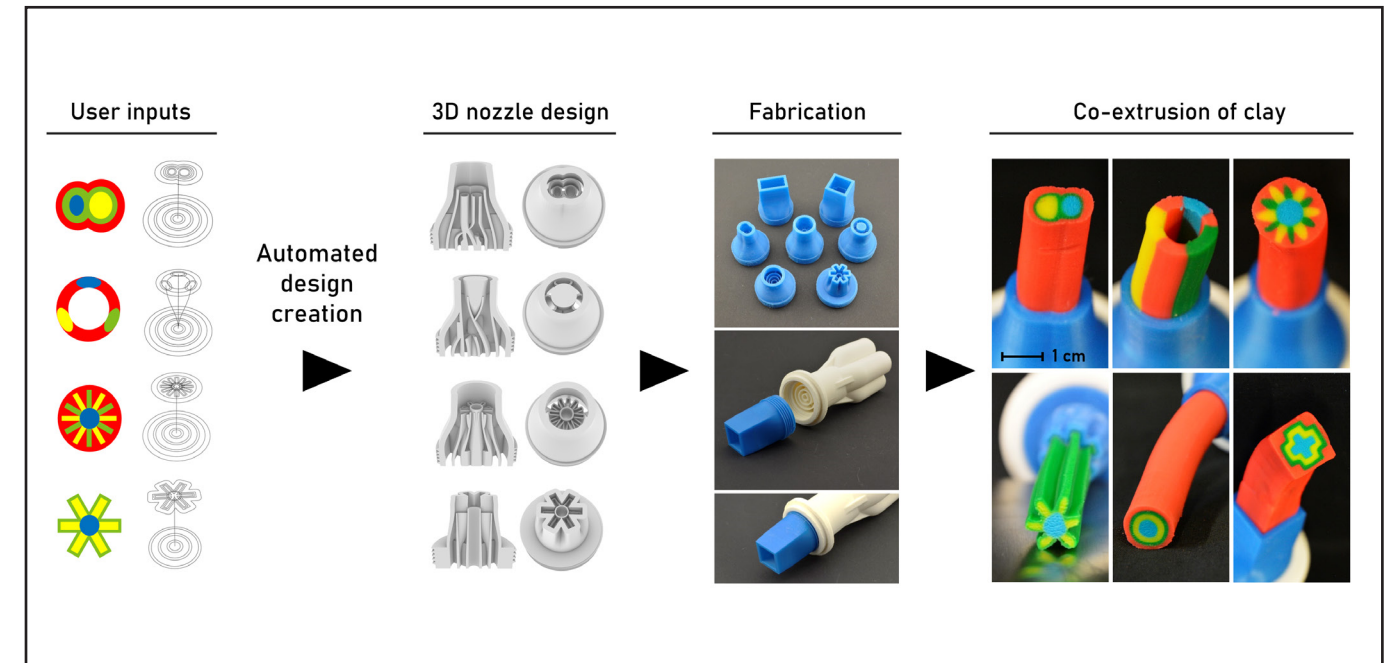 User inputs
Automated
design
creation
3D nozzle design
Fabrication
Co-extrusion of clay
1 cm